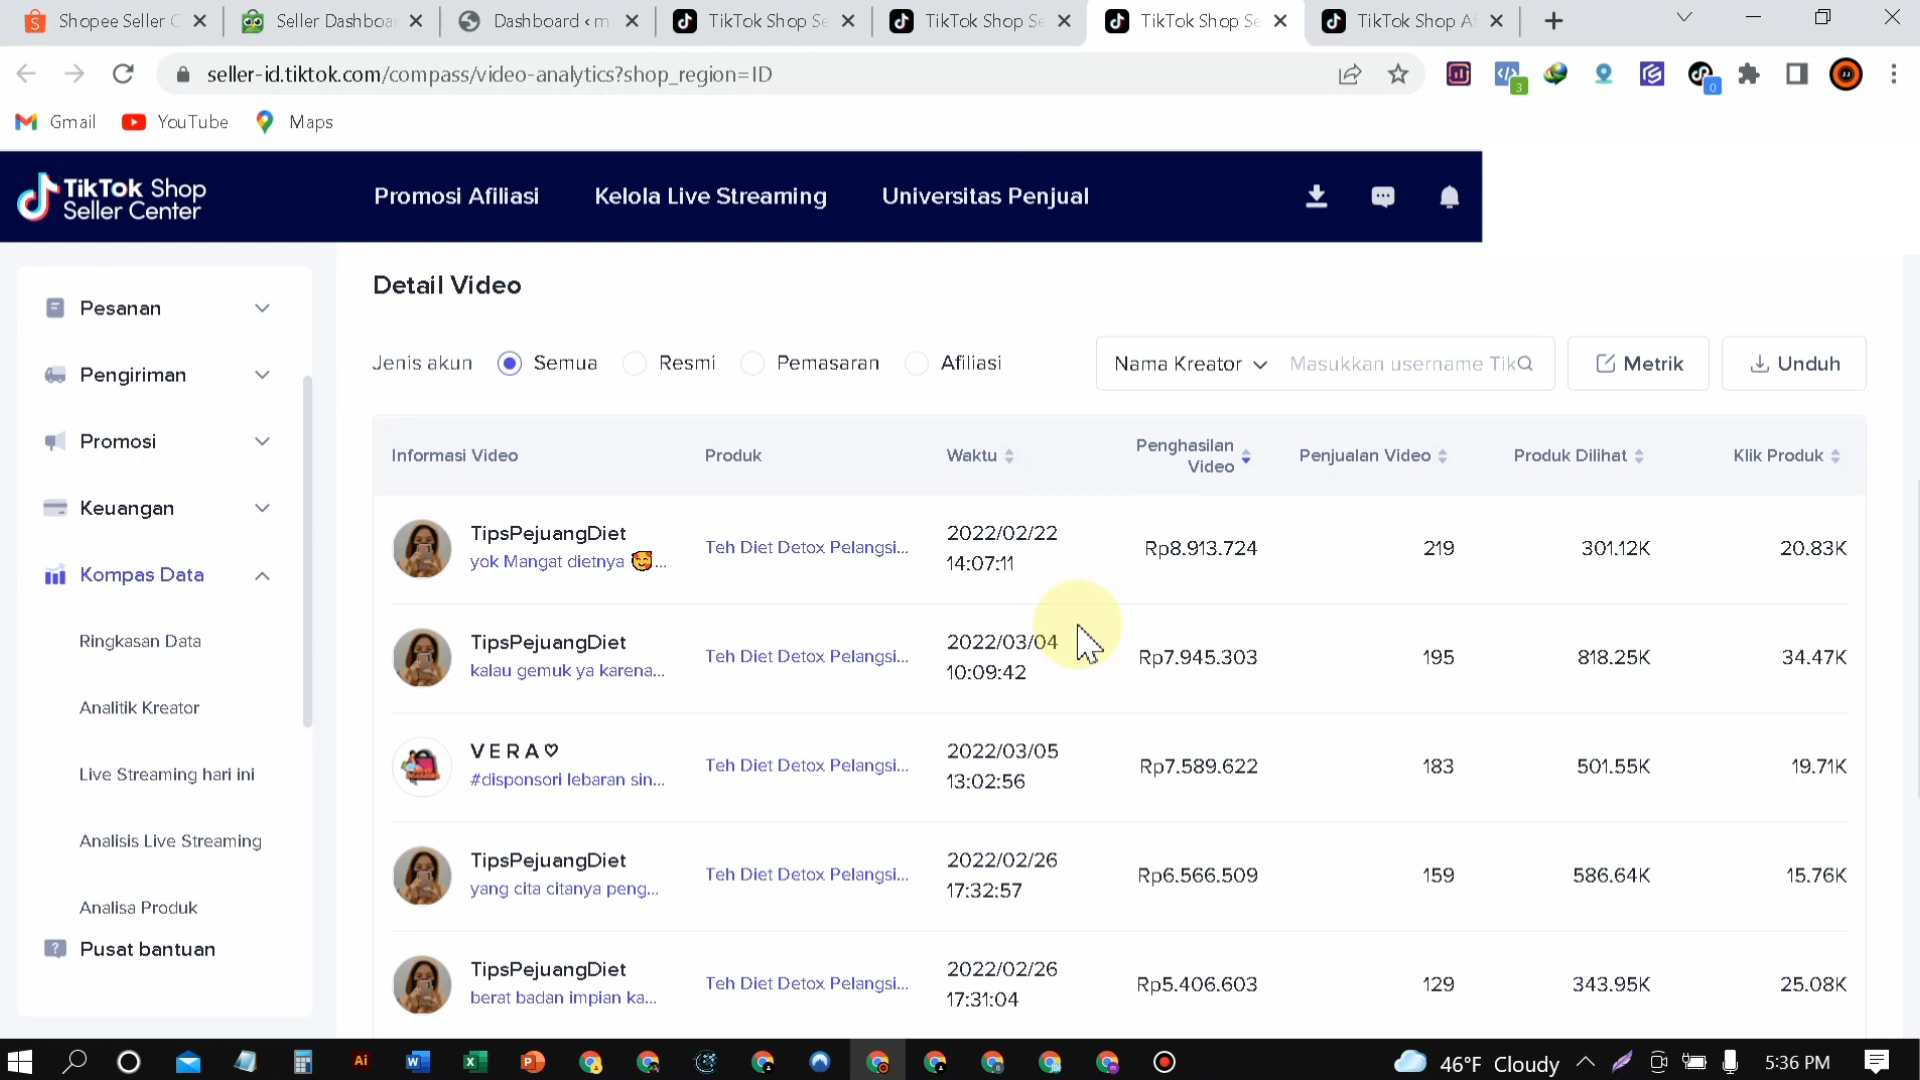 Shopee Seller C
Seller Dashboa
Dashboard ‹ m
TikTok Shop Se
TikTok Shop Se
TikTok Shop Se
TikTok Shop Af
seller-id.tiktok.com/compass/video-analytics?shop_region=ID
3
0
Gmail
YouTube
Maps
TikTok Shop
Seller Center
Promosi Afiliasi
Kelola Live Streaming
Universitas Penjual
Pesanan
Pengiriman
Promosi
Keuangan
Kompas Data
Ringkasan Data
Analitik Kreator
Live Streaming hari ini
Analisis Live Streaming
Analisa Produk
Pusat bantuan
Detail Video
Jenis akun Semua Resmi Pemasaran Afiliasi
Nama Kreator Masukkan username Tik
Metrik
Unduh
Informasi Video Produk Waktu Penghasilan Video Penjualan Video Produk Dilihat Klik Produk
TipsPejuangDiet
yok Mangat dietnya 🥰...
Teh Diet Detox Pelangsi...
2022/02/22
14:07:11
Rp8.913.724 219 301.12K 20.83K
TipsPejuangDiet
kalau gemuk ya karena...
Teh Diet Detox Pelangsi...
2022/03/04
10:09:42
Rp7.945.303 195 818.25K 34.47K
V E R A ♡
#disponsori lebaran sin...
Teh Diet Detox Pelangsi...
2022/03/05
13:02:56
Rp7.589.622 183 501.55K 19.71K
TipsPejuangDiet
yang cita citanya peng...
Teh Diet Detox Pelangsi...
2022/02/26
17:32:57
Rp6.566.509 159 586.64K 15.76K
TipsPejuangDiet
berat badan impian ka...
Teh Diet Detox Pelangsi...
2022/02/26
17:31:04
Rp5.406.603 129 343.95K 25.08K
Ai
46°F Cloudy
5:36 PM